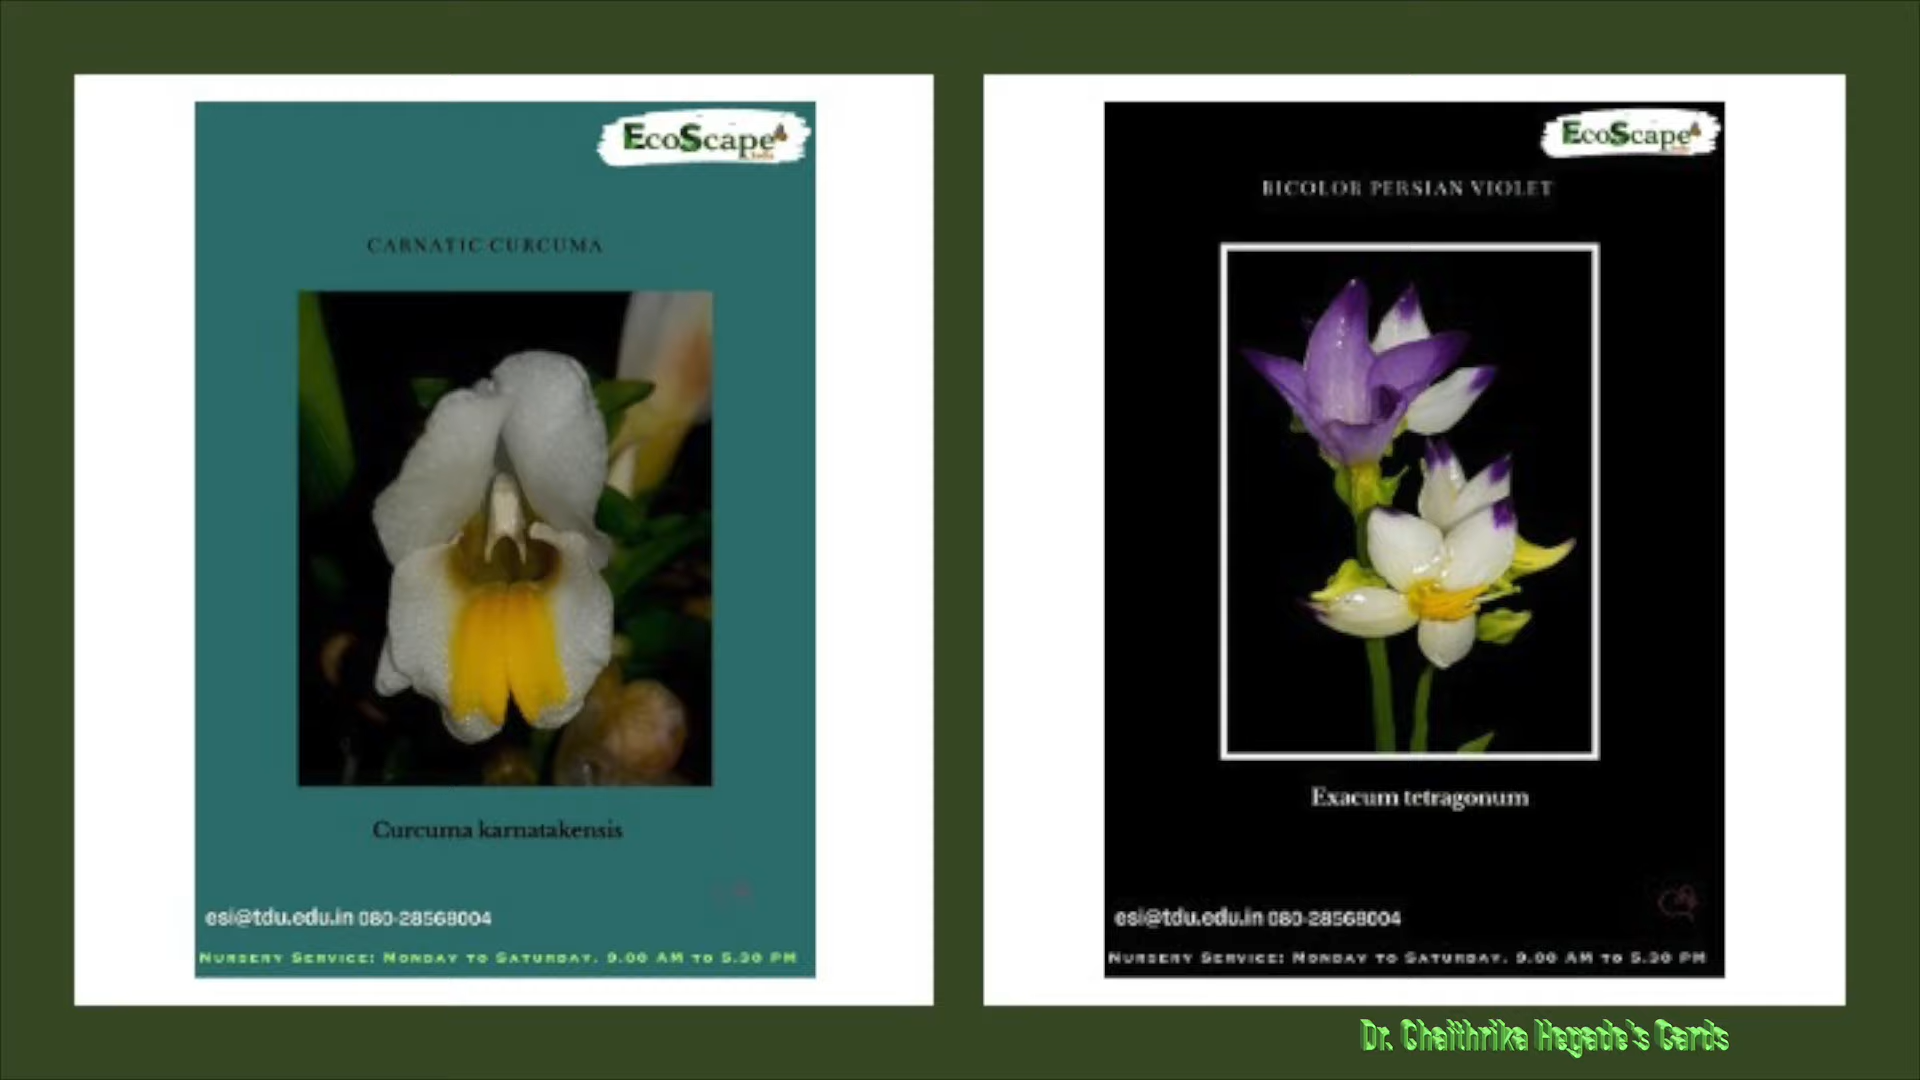 EcoScape
CARNATIC CURCUMA
Curcuma karnatakensis
esi@tdu.edu.in 080-28568004
NURSERY SERVICE: MONDAY TO SATURDAY, 9.00 AM TO 5.30 PM
EcoScape
BICOLOR PERSIAN VIOLET
Exacum tetragonum
esi@tdu.edu.in 080-28568004
NURSERY SERVICE: MONDAY TO SATURDAY, 9.00 AM TO 5.30 PM
Dr. Chaithrika Hegade's Cards